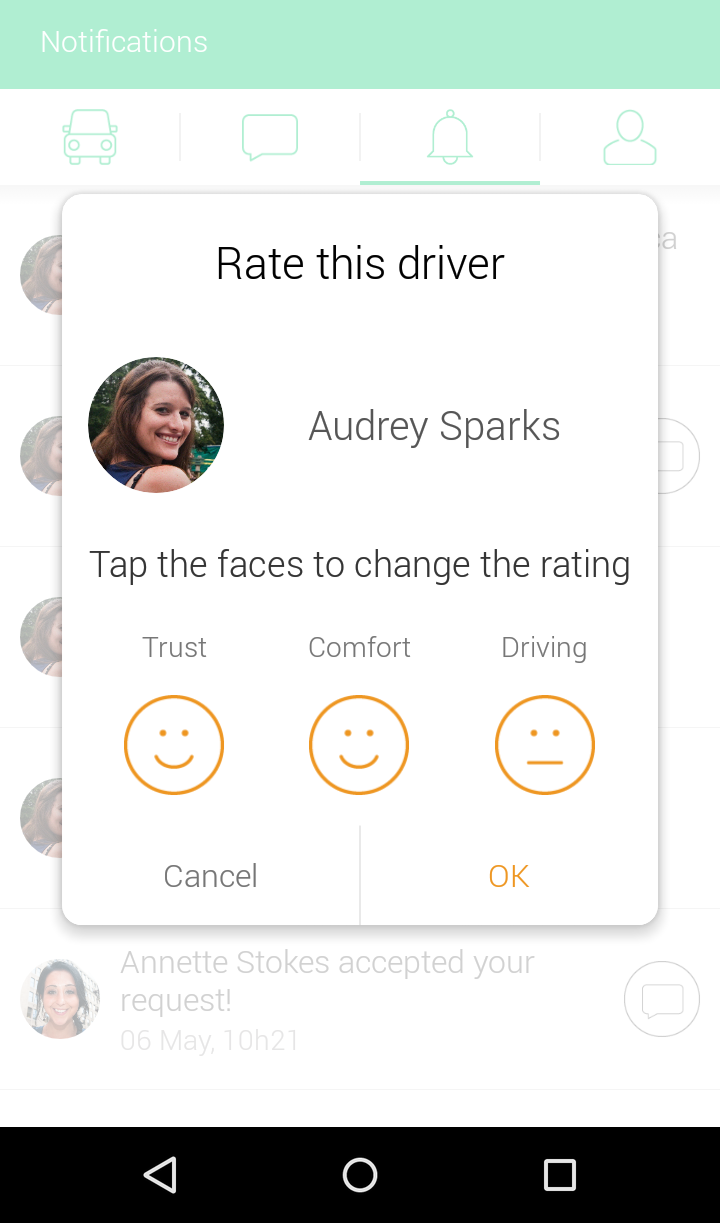 Notifications
Rate this driver
Audrey Sparks
Tap the faces to change the rating
Trust
Comfort
Driving
Cancel
OK
Annette Stokes accepted your
request!
06 May, 10h21